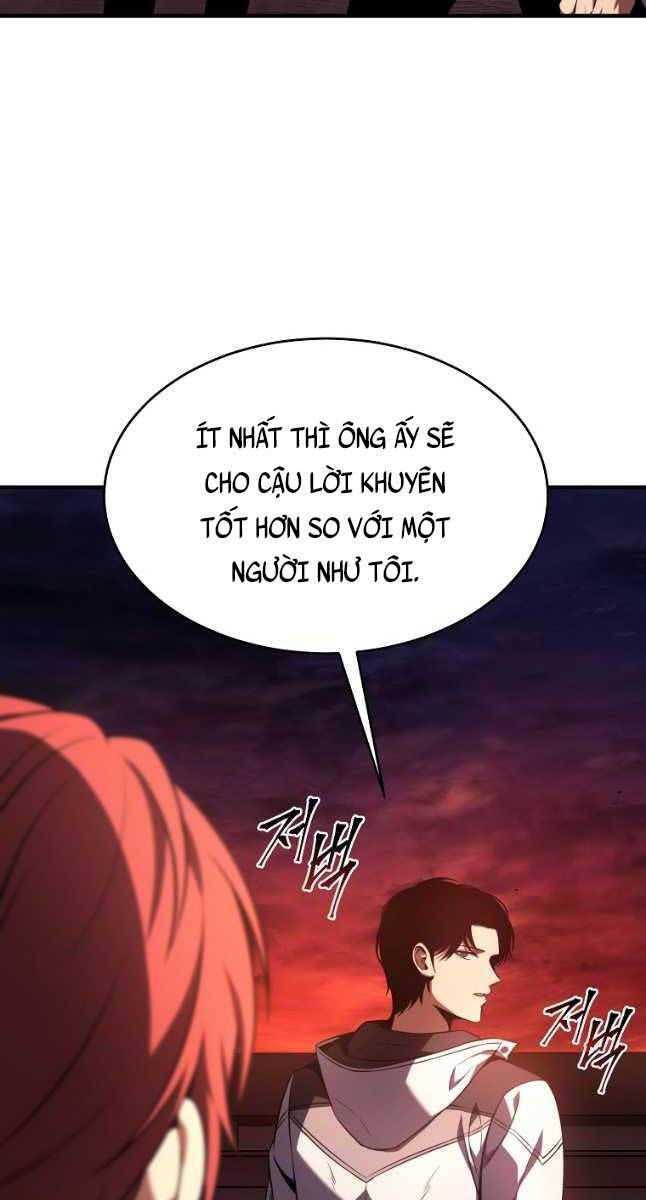 ÍT NHẤT THÌ ÔNG ẤY SẼ
CHO CẬU LỜI KHUYÊN
TỐT HƠN SO VỚI MỘT
NGƯỜI NHƯ TÔI.
저벅
저벅